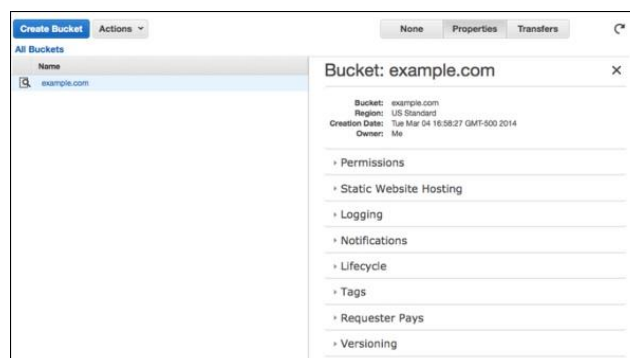 Create Bucket Actions None Properties Transfers
All Buckets
Name
example.com
Bucket: example.com
Bucket: example.com
Region: US Standard
Creation Date: Tue Mar 04 16:58:27 GMT-500 2014
Owner: Me
Permissions
Static Website Hosting
Logging
Notifications
Lifecycle
Tags
Requester Pays
Versioning